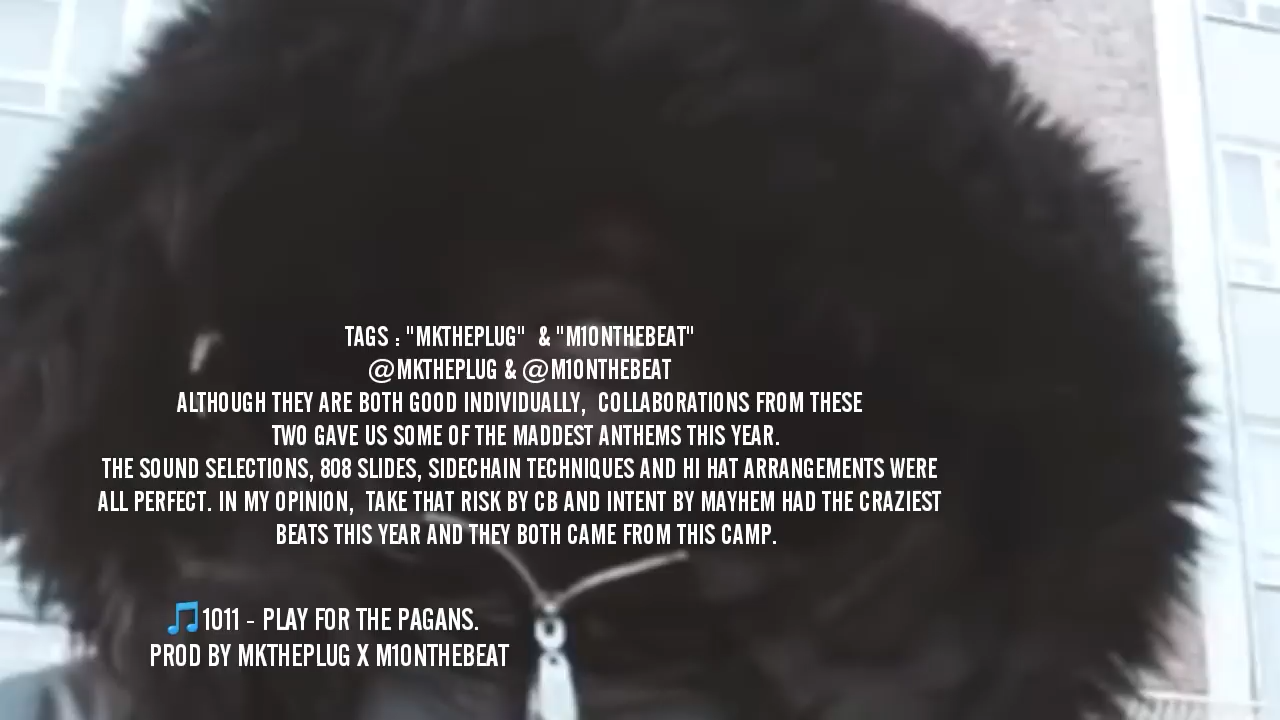 TAGS : "MKTHEPLUG" & "M1ONTHEBEAT"
@MKTHEPLUG & @M1ONTHEBEAT
ALTHOUGH THEY ARE BOTH GOOD INDIVIDUALLY, COLLABORATIONS FROM THESE
TWO GAVE US SOME OF THE MADDEST ANTHEMS THIS YEAR.
THE SOUND SELECTIONS, 808 SLIDES, SIDECHAIN TECHNIQUES AND HI HAT ARRANGEMENTS WERE
ALL PERFECT. IN MY OPINION, TAKE THAT RISK BY CB AND INTENT BY MAYHEM HAD THE CRAZIEST
BEATS THIS YEAR AND THEY BOTH CAME FROM THIS CAMP.
🎵1011 - PLAY FOR THE PAGANS.
PROD BY MKTHEPLUG X M1ONTHEBEAT